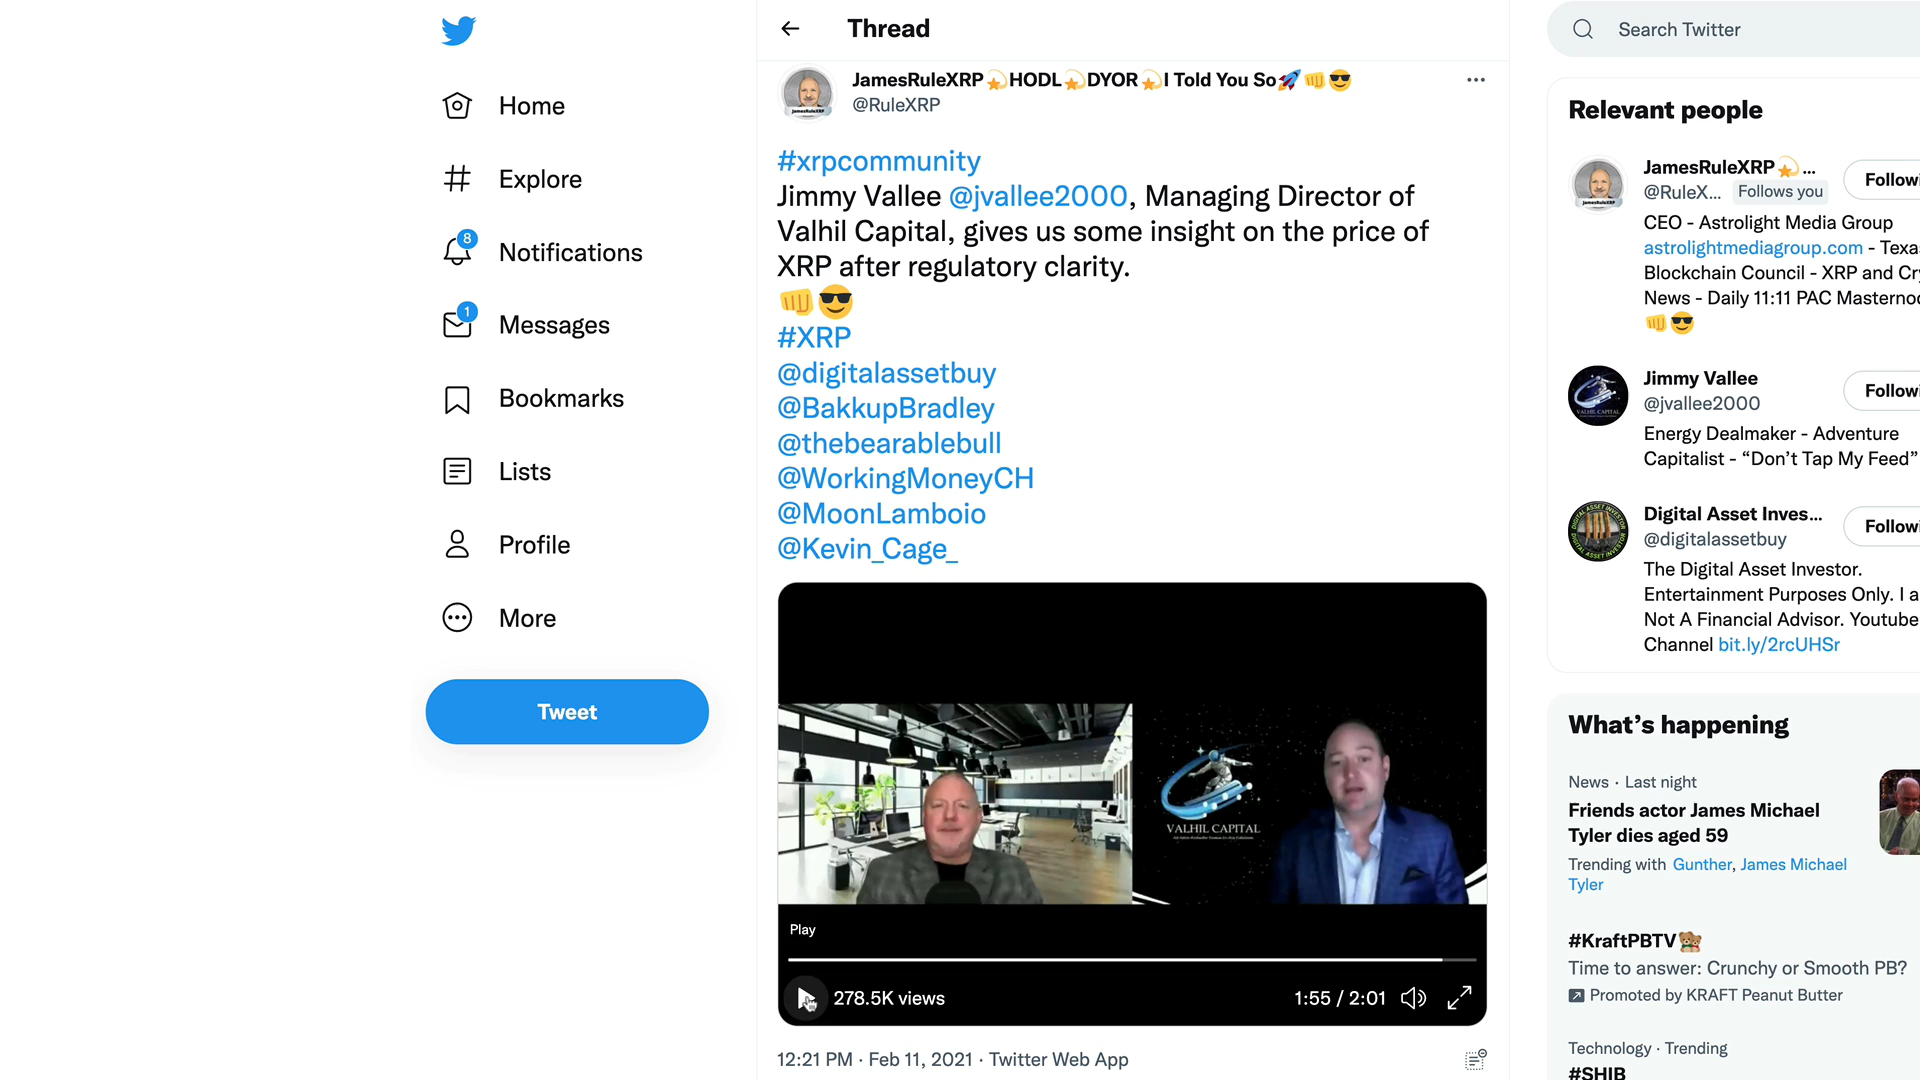 Home
Explore
8
Notifications
1
Messages
Bookmarks
Lists
Profile
More
Tweet
Thread
JamesRuleXRP💫HODL💫DYOR💫I Told You So🚀👊😎
@RuleXRP
#xrpcommunity
Jimmy Vallee @jvallee2000, Managing Director of
Valhil Capital, gives us some insight on the price of
XRP after regulatory clarity.
👊😎
#XRP
@digitalassetbuy
@BakkupBradley
@thebearablebull
@WorkingMoneyCH
@MoonLamboio
@Kevin_Cage_
VALHIL CAPITAL
Play
278.5K views
1:55 / 2:01
12:21 PM · Feb 11, 2021 · Twitter Web App
Search Twitter
Relevant people
JamesRuleXRP💫...
@RuleX... Follows you
Followi
CEO - Astrolight Media Group
astrolightmediagroup.com - Texa
Blockchain Council - XRP and Cr
News - Daily 11:11 PAC Masterno
👊😎
Jimmy Vallee
@jvallee2000
Followi
Energy Dealmaker - Adventure
Capitalist - “Don’t Tap My Feed”
Digital Asset Inves...
@digitalassetbuy
Followi
The Digital Asset Investor.
Entertainment Purposes Only. I a
Not A Financial Advisor. Youtube
Channel bit.ly/2rcUHSr
What’s happening
News · Last night
Friends actor James Michael
Tyler dies aged 59
Trending with Gunther, James Michael
Tyler
#KraftPBTV🧸
Time to answer: Crunchy or Smooth PB?
Promoted by KRAFT Peanut Butter
Technology · Trending
#SHIB